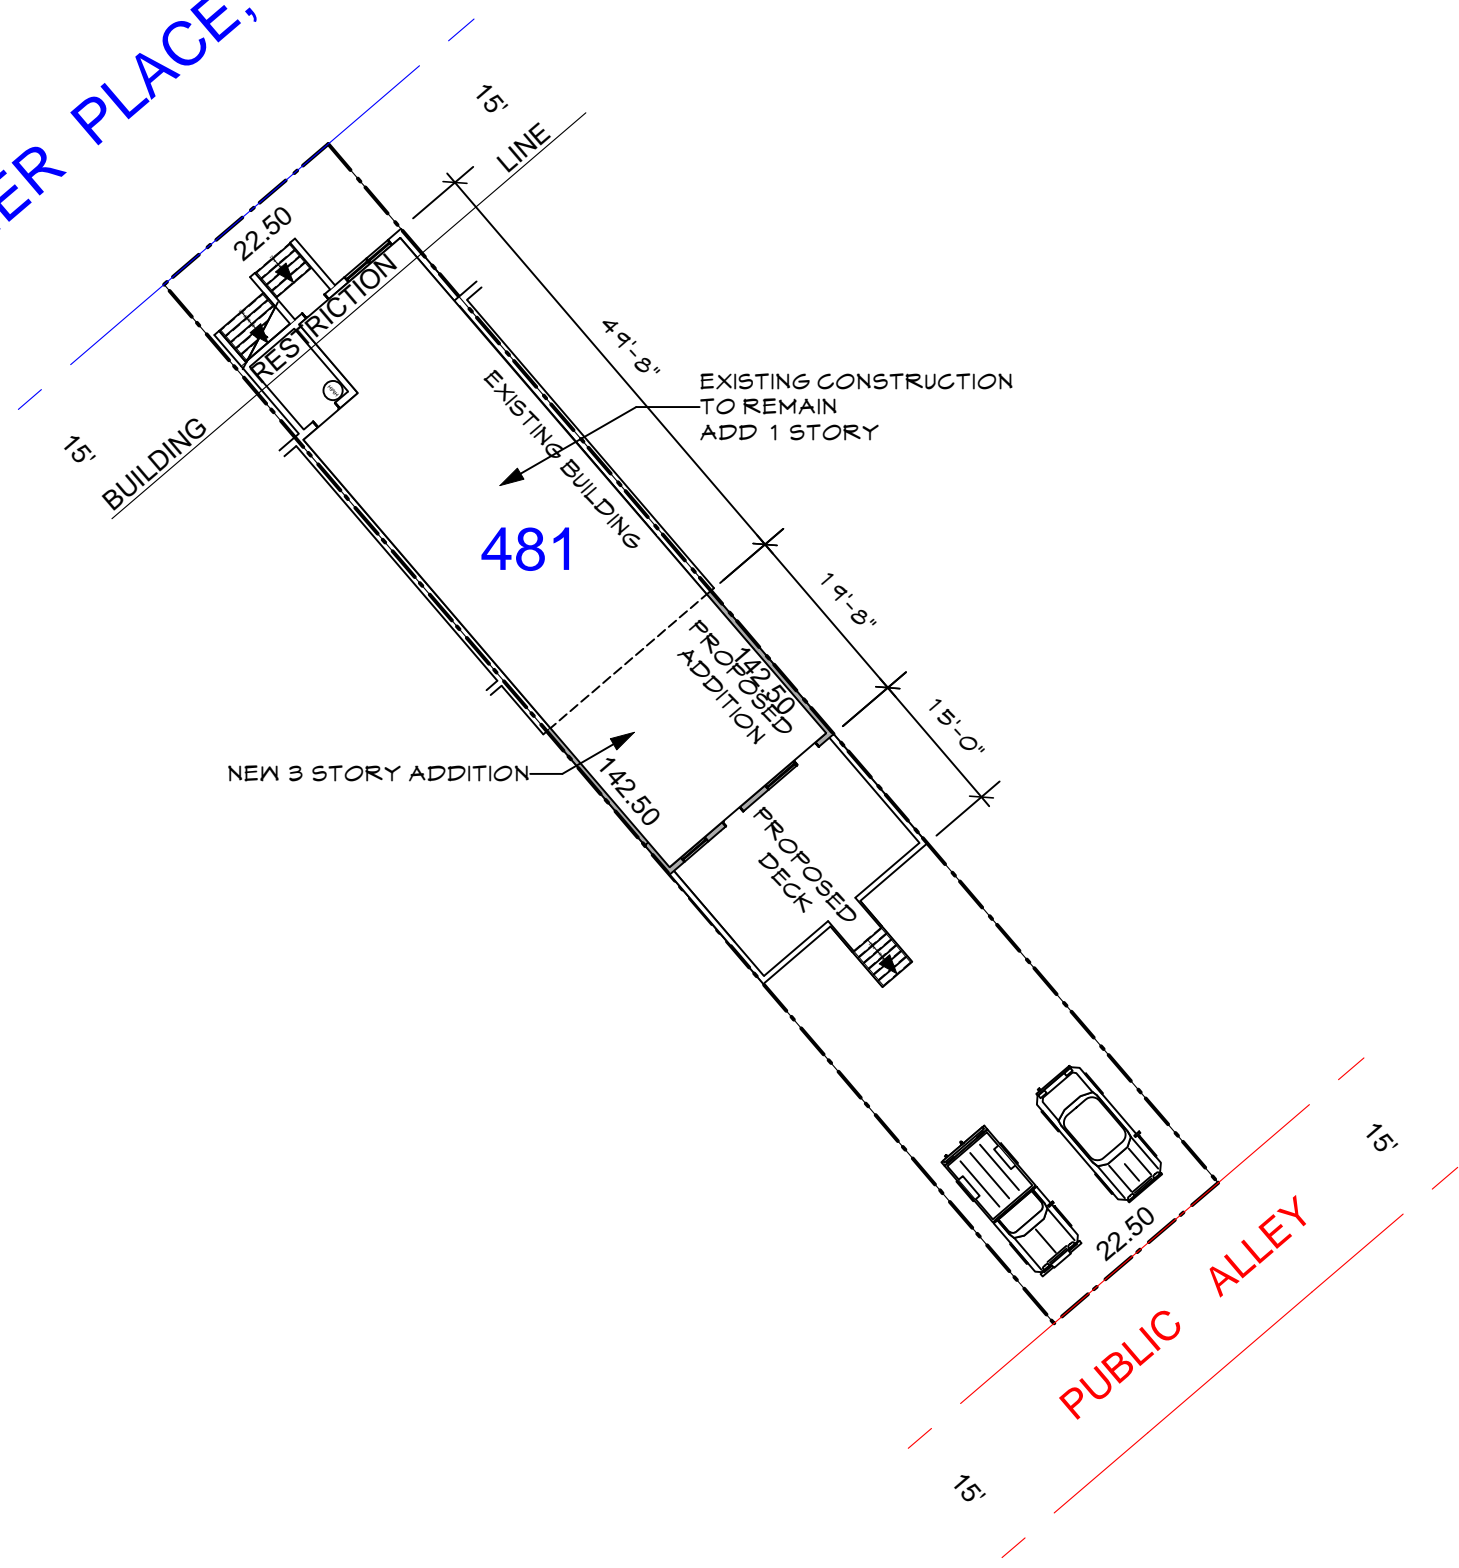 ER PLACE,
15'
LINE
22.50
RESTRICTION
BUILDING
15'
49'-8"
EXISTING CONSTRUCTION
TO REMAIN
ADD 1 STORY
EXISTING BUILDING
481
19'-8"
PROPOSED
ADDITION
142.50
15'-0"
NEW 3 STORY ADDITION
142.50
PROPOSED
DECK
15'
22.50
PUBLIC ALLEY
15'